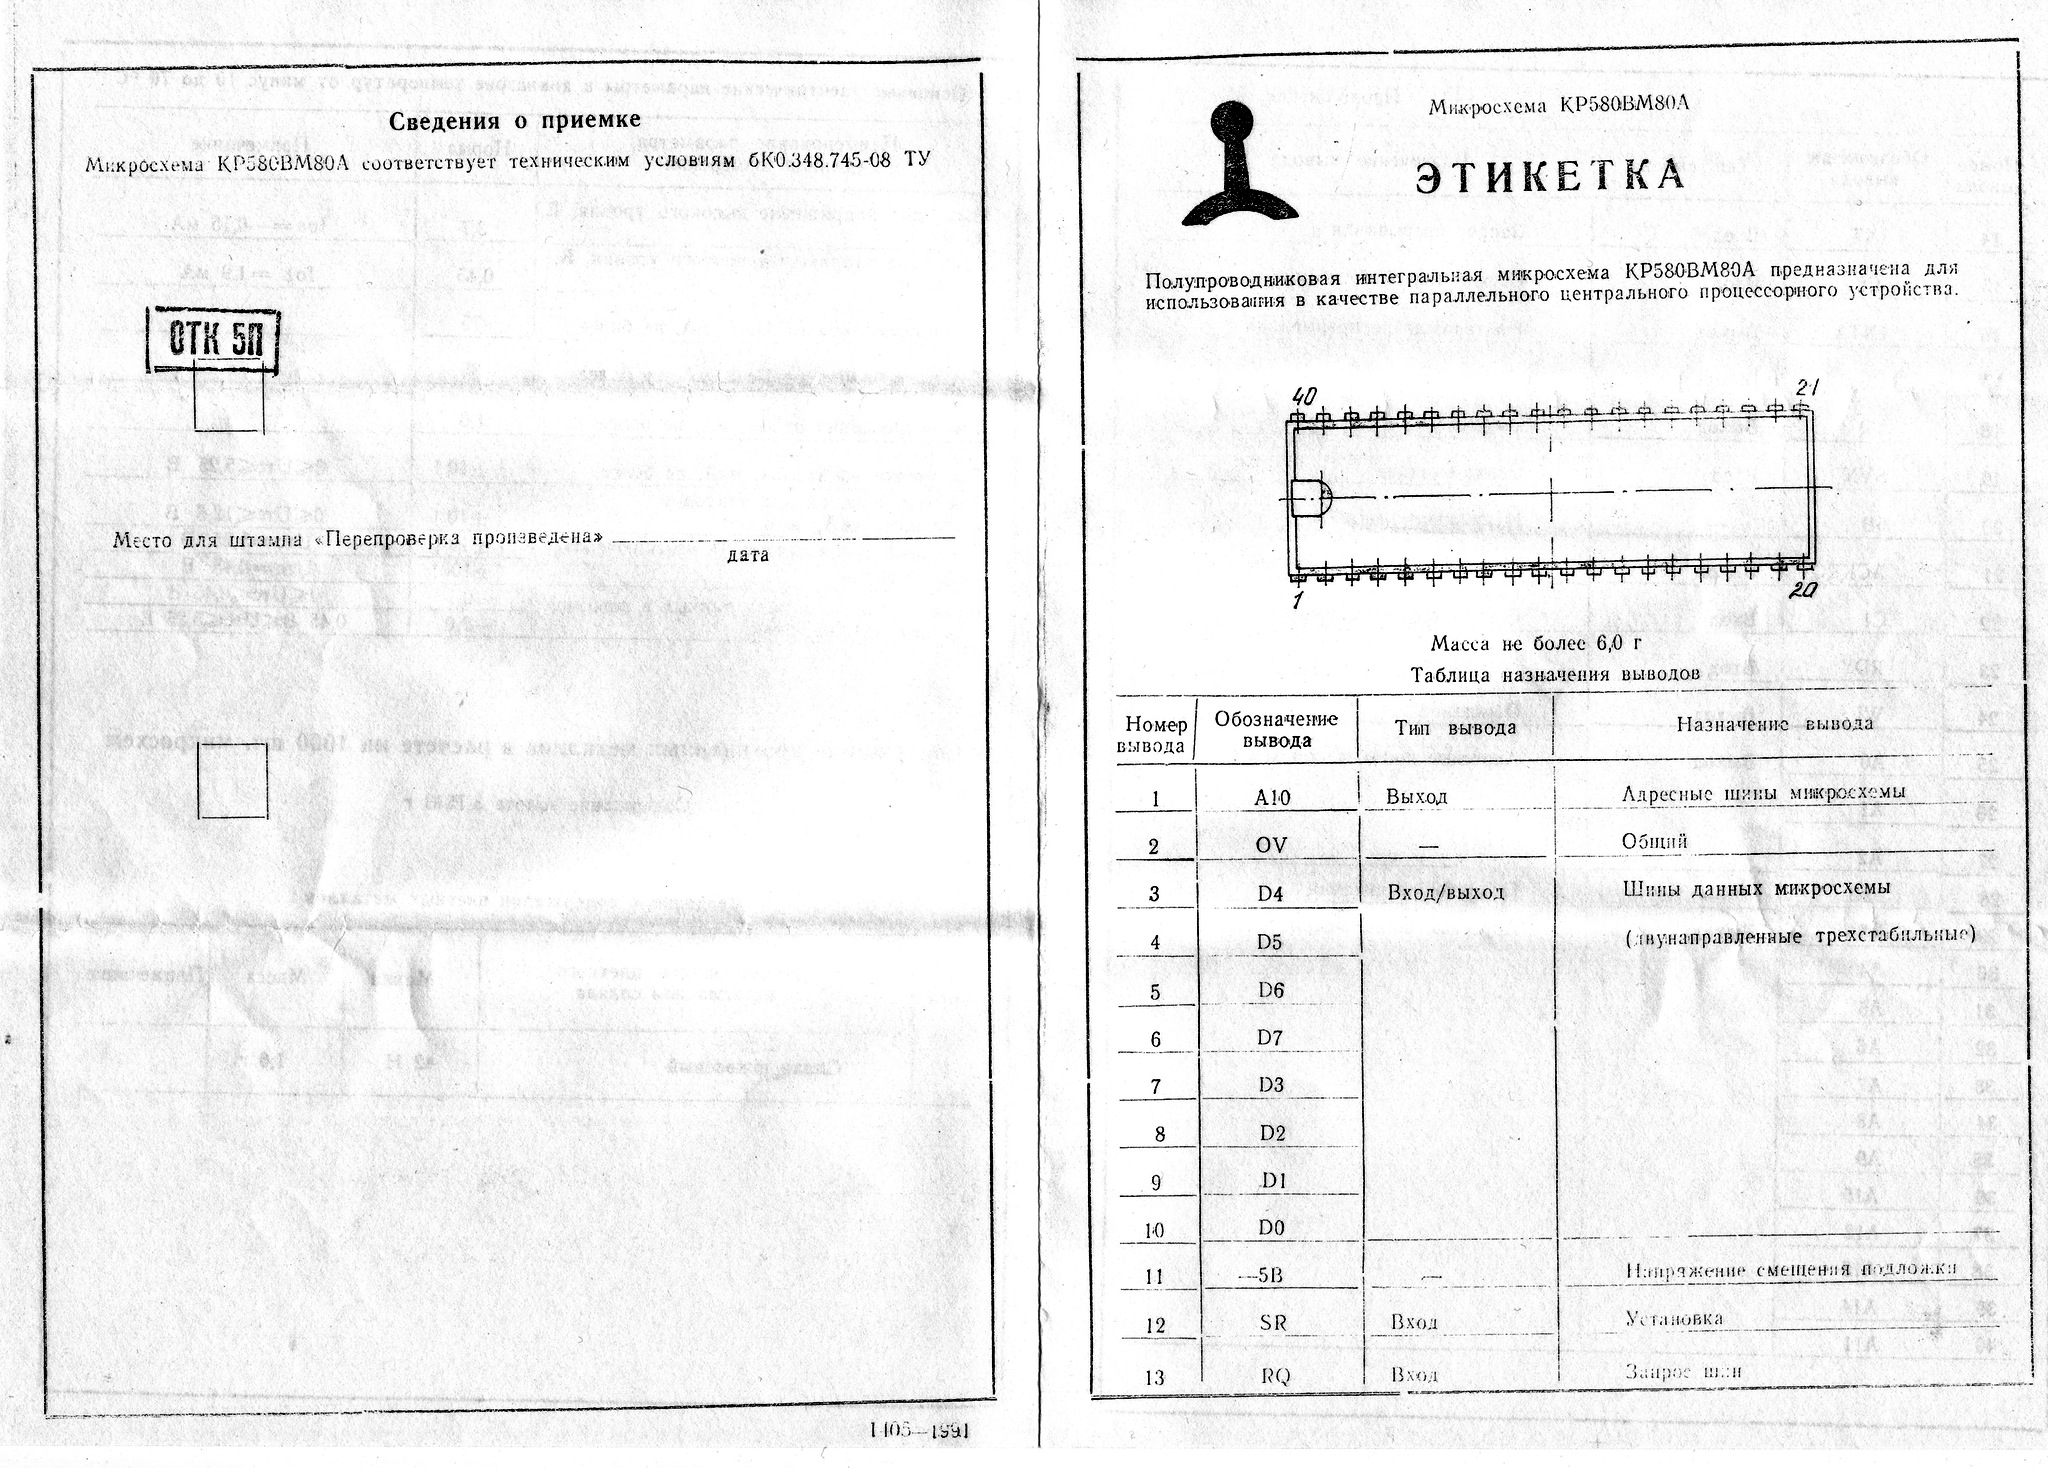 Сведения о приемке
Микросхема КР580ВМ80А соответствует техническим условиям бК0.348.745-08 ТУ
ОТК 5П
Место для штампа «Перепроверка произведена»
дата
1405—1991
Микросхема КР580ВМ80А
ЭТИКЕТКА
Полупроводниковая интегральная микросхема КР580ВМ80А предназначена для
использования в качестве параллельного центрального процессорного устройства.
40 21
1 20
Масса не более 6,0 г
Таблица назначения выводов
Номер вывода Обозначение вывода Тип вывода Назначение вывода
1 A10 Выход Адресные шины микросхемы
2 OV — Общий
3 D4 Вход/выход Шины данных микросхемы
4 D5 (двунаправленные трехстабильные)
5 D6
6 D7
7 D3
8 D2
9 D1
10 D0
11 —5В — Напряжение смещения подложки
12 SR Вход Установка
13 RQ Вход Запрос шин